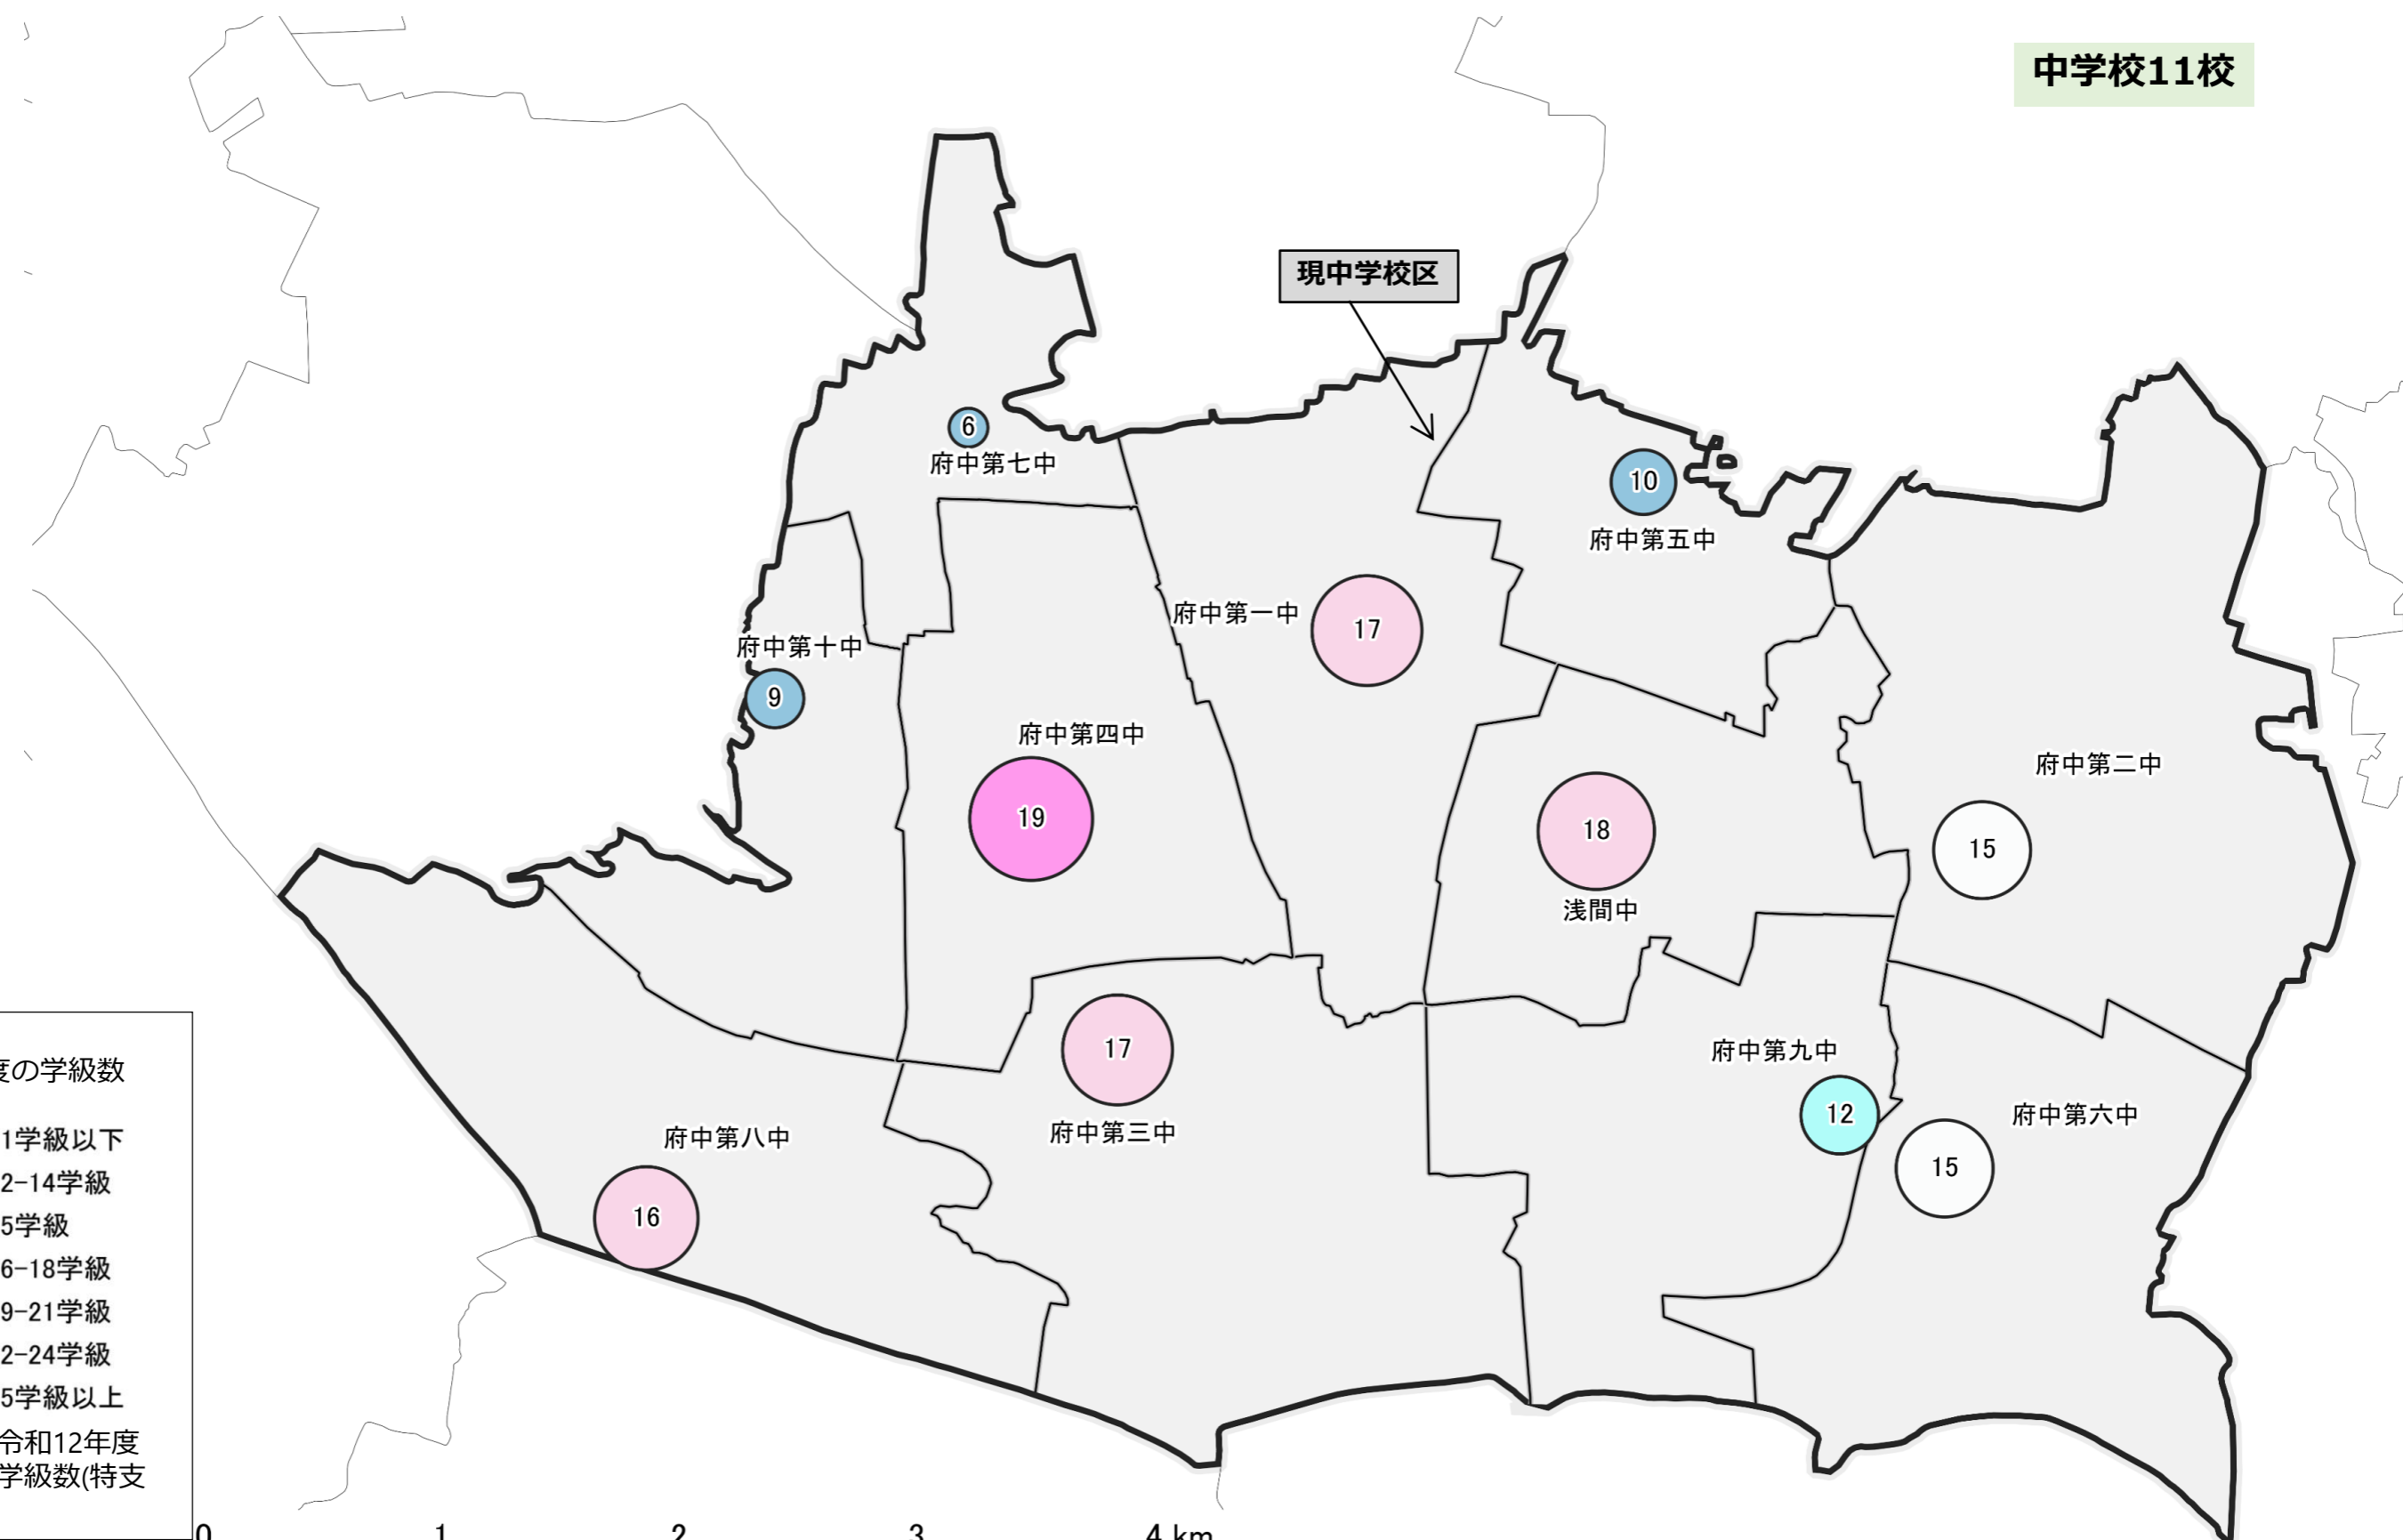 中学校11校
現中学校区
6
府中第七中
10
府中第五中
府中第一中
17
府中第十中
9
府中第四中
19
18
浅間中
府中第二中
15
17
府中第三中
府中第九中
12
府中第六中
15
府中第八中
16
度の学級数
1学級以下
2-14学級
5学級
6-18学級
9-21学級
2-24学級
5学級以上
令和12年度
学級数(特支
0 1 2 3 4 km